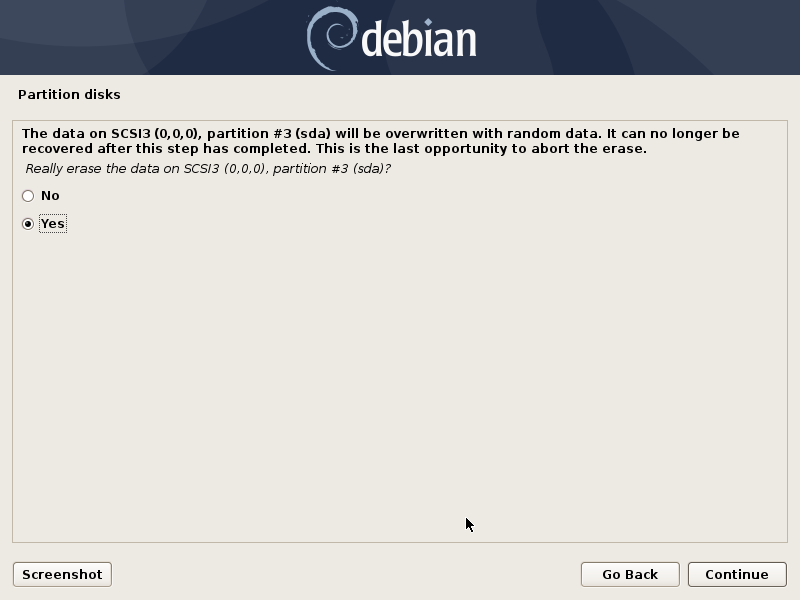 debian
Partition disks
The data on SCSI3 (0,0,0), partition #3 (sda) will be overwritten with random data. It can no longer be
recovered after this step has completed. This is the last opportunity to abort the erase.
Really erase the data on SCSI3 (0,0,0), partition #3 (sda)?
No
Yes
Screenshot
Go Back
Continue